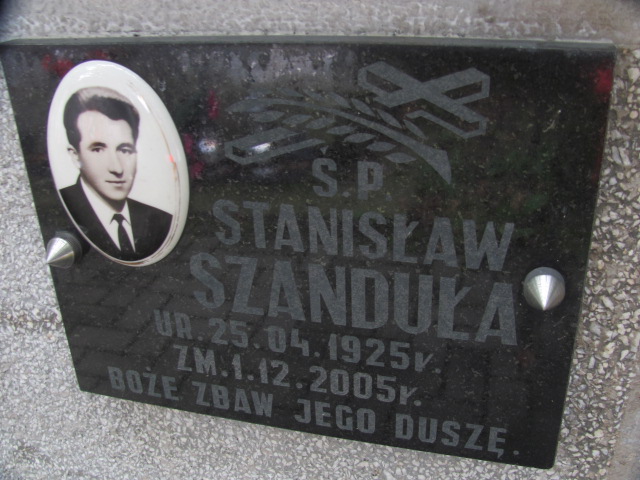 Ś.P
STANISŁAW
SZANDUŁA
UR.25.04.1925r.
ZM.1.12.2005r.
BOŻE ZBAW JEGO DUSZĘ.